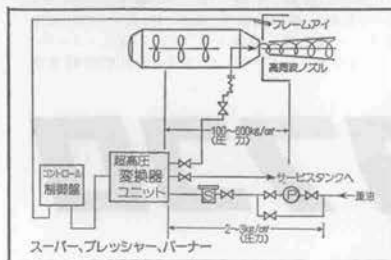 フレームアイ
高周波ノズル
100~600kg/cm²
(圧力)
超高圧
変換器
ユニット
コントロール
制御盤
サービスタンクへ
S
P
重油
2~3kg/cm²
(圧力)
スーパー、プレッシャー、バーナー